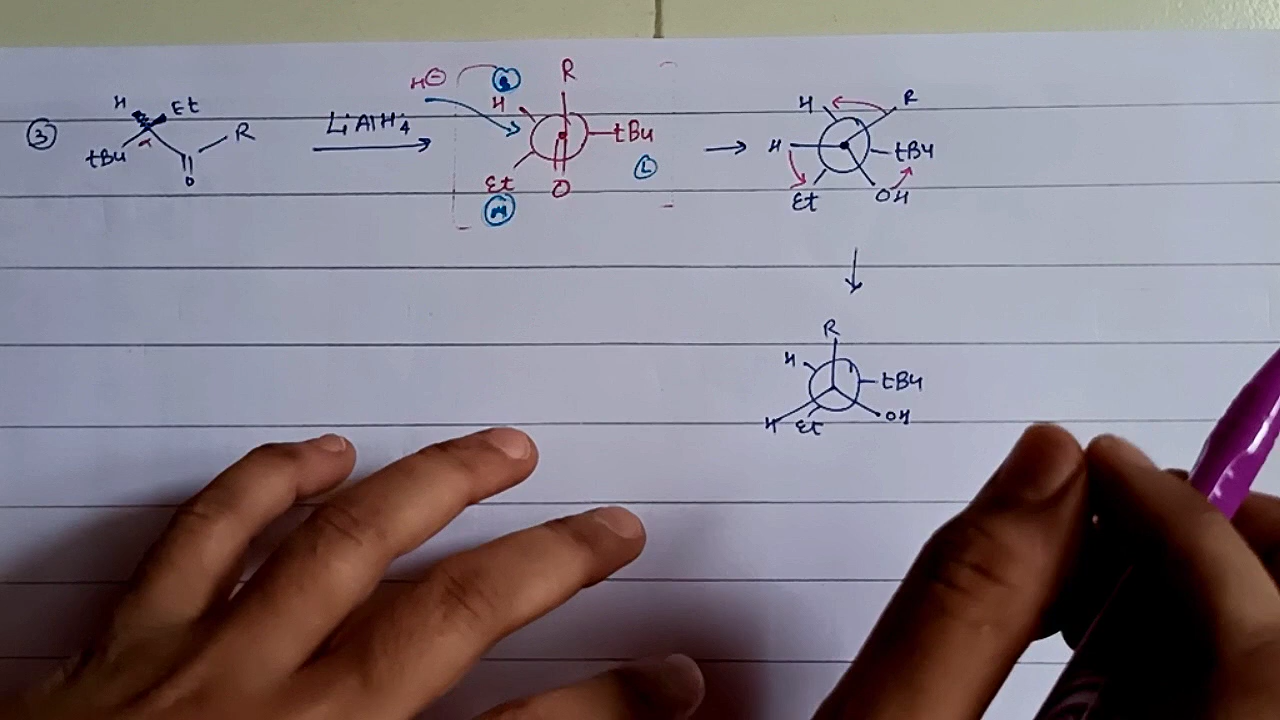 ③ H Et tBu R O
LiAlH₄
H⊖ R H tBu Et O
L
M
H R H tBu Et OH
R H tBu H Et OH